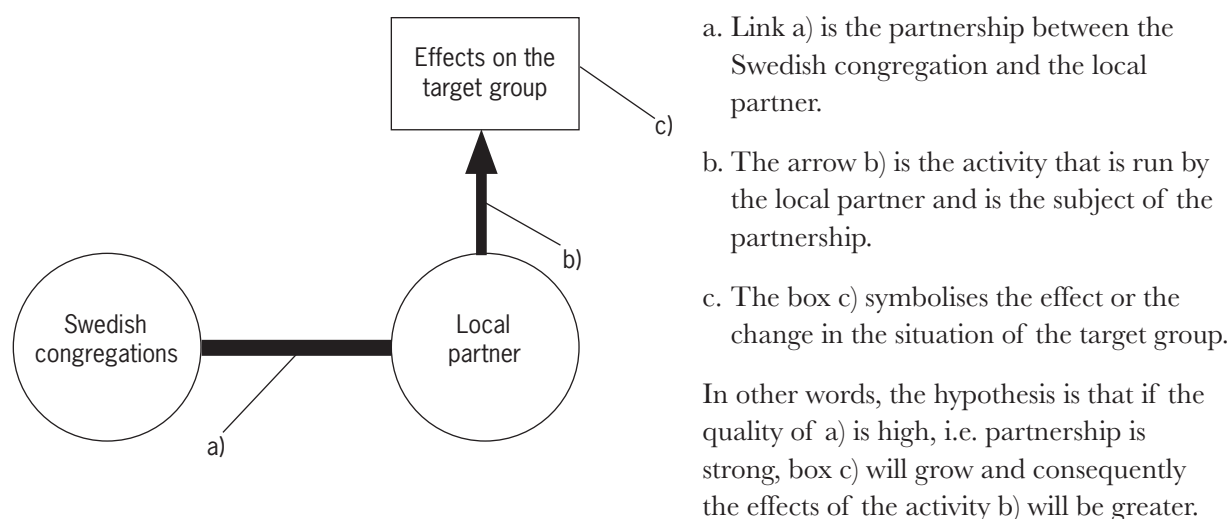 Effects on the
target group
c)
b)
Swedish
congregations
Local
partner
a)
a. Link a) is the partnership between the
Swedish congregation and the local
partner.
b. The arrow b) is the activity that is run by
the local partner and is the subject of the
partnership.
c. The box c) symbolises the effect or the
change in the situation of the target group.
In other words, the hypothesis is that if the
quality of a) is high, i.e. partnership is
strong, box c) will grow and consequently
the effects of the activity b) will be greater.